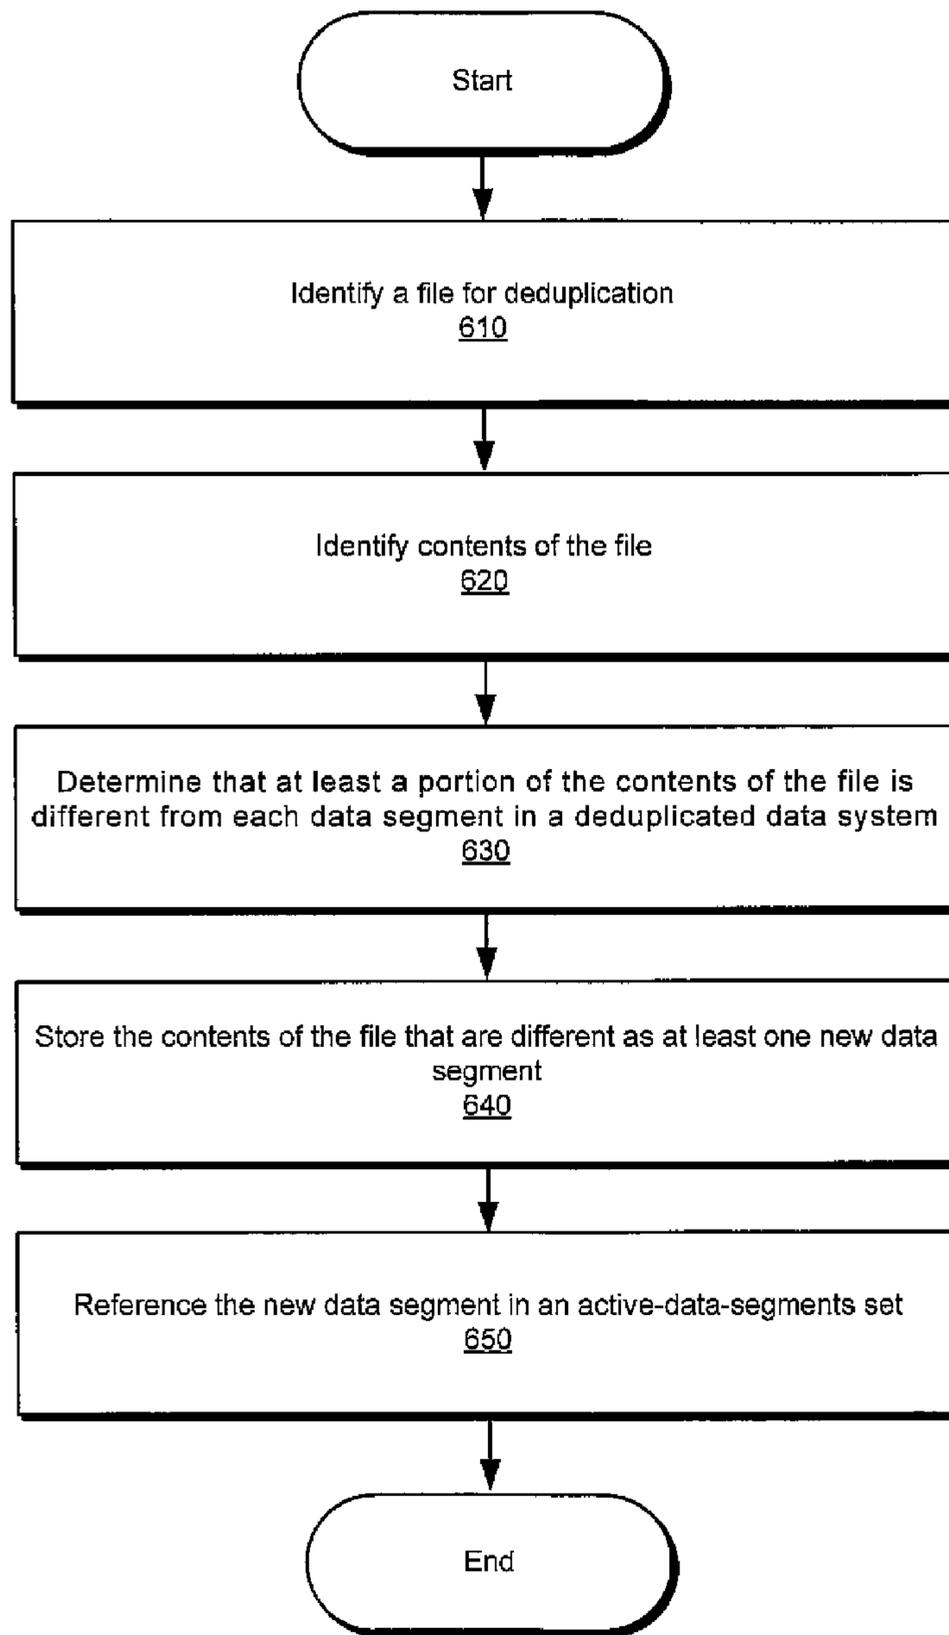 Start
Identify a file for deduplication
610
Identify contents of the file
620
Determine that at least a portion of the contents of the file is
different from each data segment in a deduplicated data system
630
Store the contents of the file that are different as at least one new data
segment
640
Reference the new data segment in an active-data-segments set
650
End